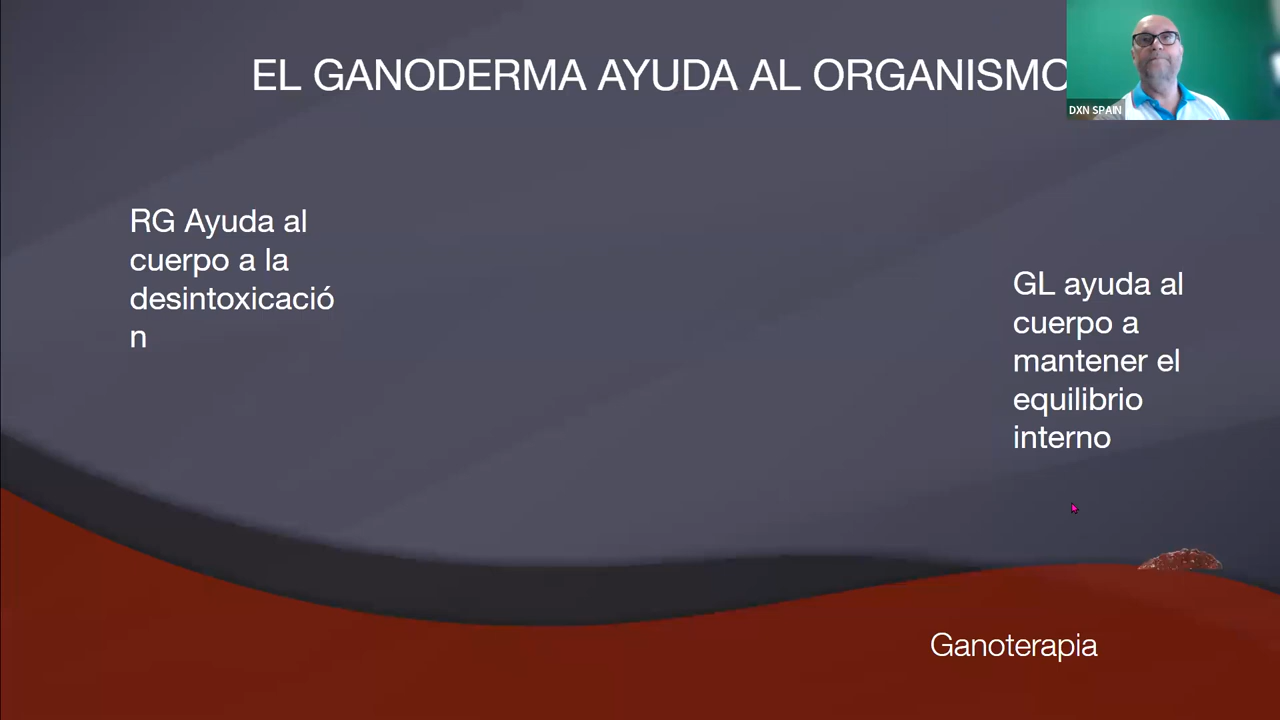 EL GANODERMA AYUDA AL ORGANISMO
DXN SPAIN
RG Ayuda al
cuerpo a la
desintoxicació
n
GL ayuda al
cuerpo a
mantener el
equilibrio
interno
Ganoterapia